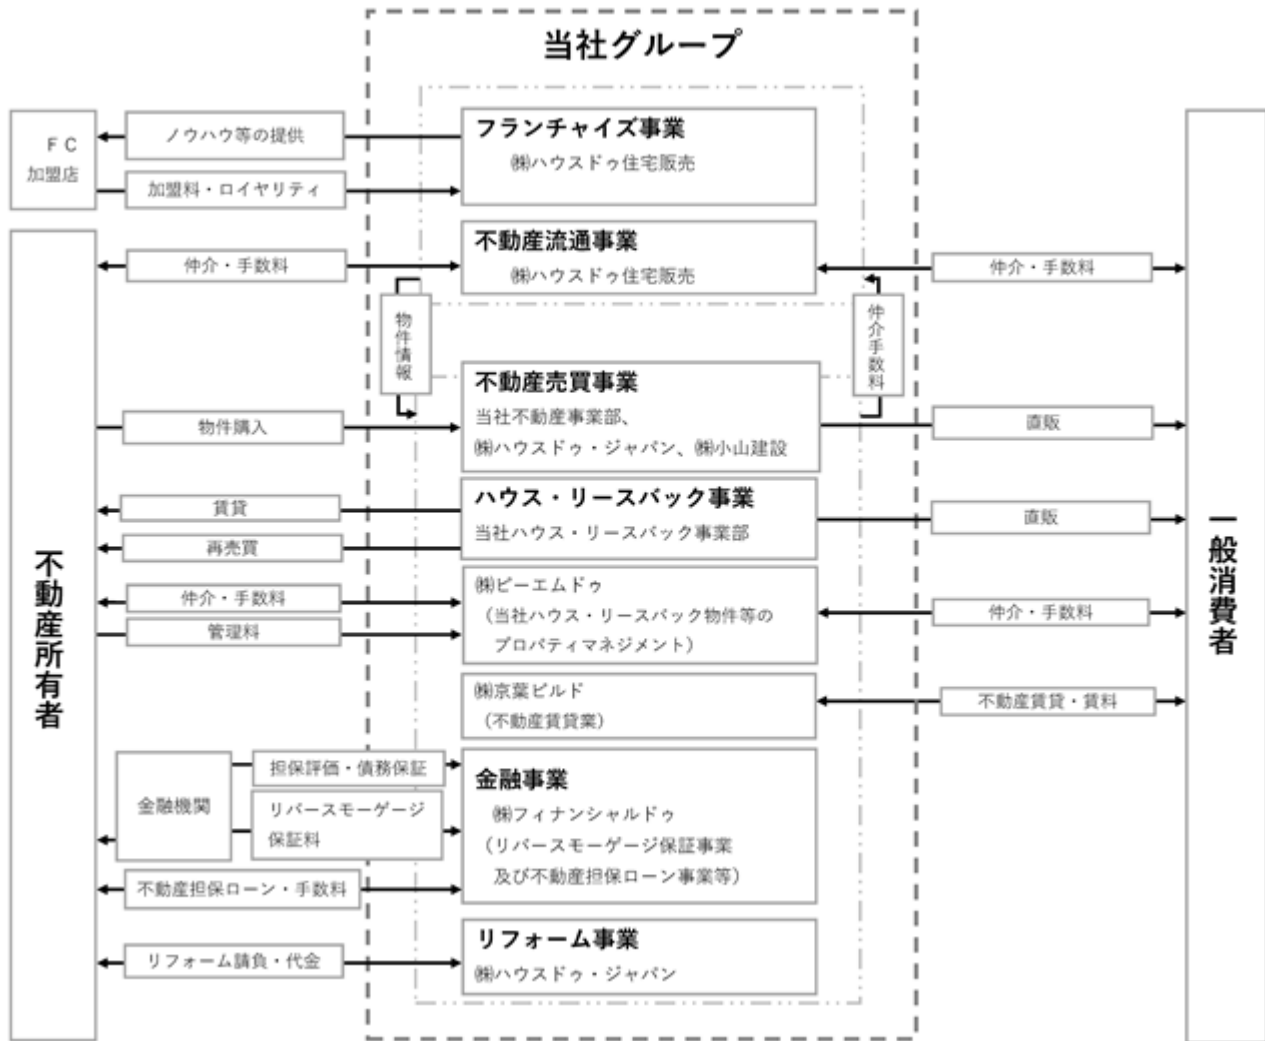 当社グループ
ＦＣ
加盟店
ノウハウ等の提供
加盟料・ロイヤリティ
フランチャイズ事業
㈱ハウスドゥ住宅販売
不動産所有者
仲介・手数料
不動産流通事業
㈱ハウスドゥ住宅販売
仲介・手数料
一般消費者
物件情報
仲介手数料
物件購入
不動産売買事業
当社不動産事業部、
㈱ハウスドゥ・ジャパン、㈱小山建設
直販
賃貸
再売買
ハウス・リースバック事業
当社ハウス・リースバック事業部
直販
仲介・手数料
管理料
㈱ピーエムドゥ
（当社ハウス・リースバック物件等の
プロパティマネジメント）
仲介・手数料
㈱京葉ビルド
（不動産賃貸業）
不動産賃貸・賃料
金融機関
担保評価・債務保証
リバースモーゲージ
保証料
不動産担保ローン・手数料
金融事業
㈱フィナンシャルドゥ
（リバースモーゲージ保証事業
及び不動産担保ローン事業等）
リフォーム請負・代金
リフォーム事業
㈱ハウスドゥ・ジャパン